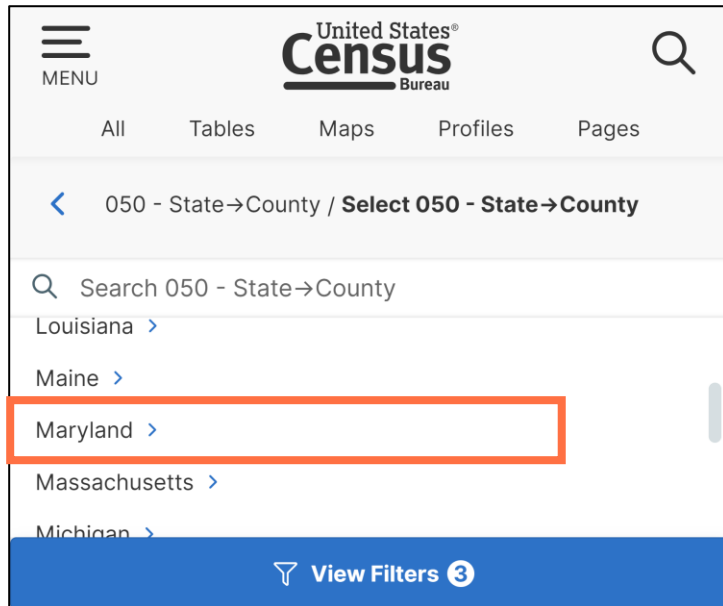 United States®
MENU
Census
Bureau
All Tables Maps Profiles Pages
050 - State→County / Select 050 - State→County
Search 050 - State→County
Louisiana >
Maine >
Maryland >
Massachusetts >
Michigan >
View Filters 3